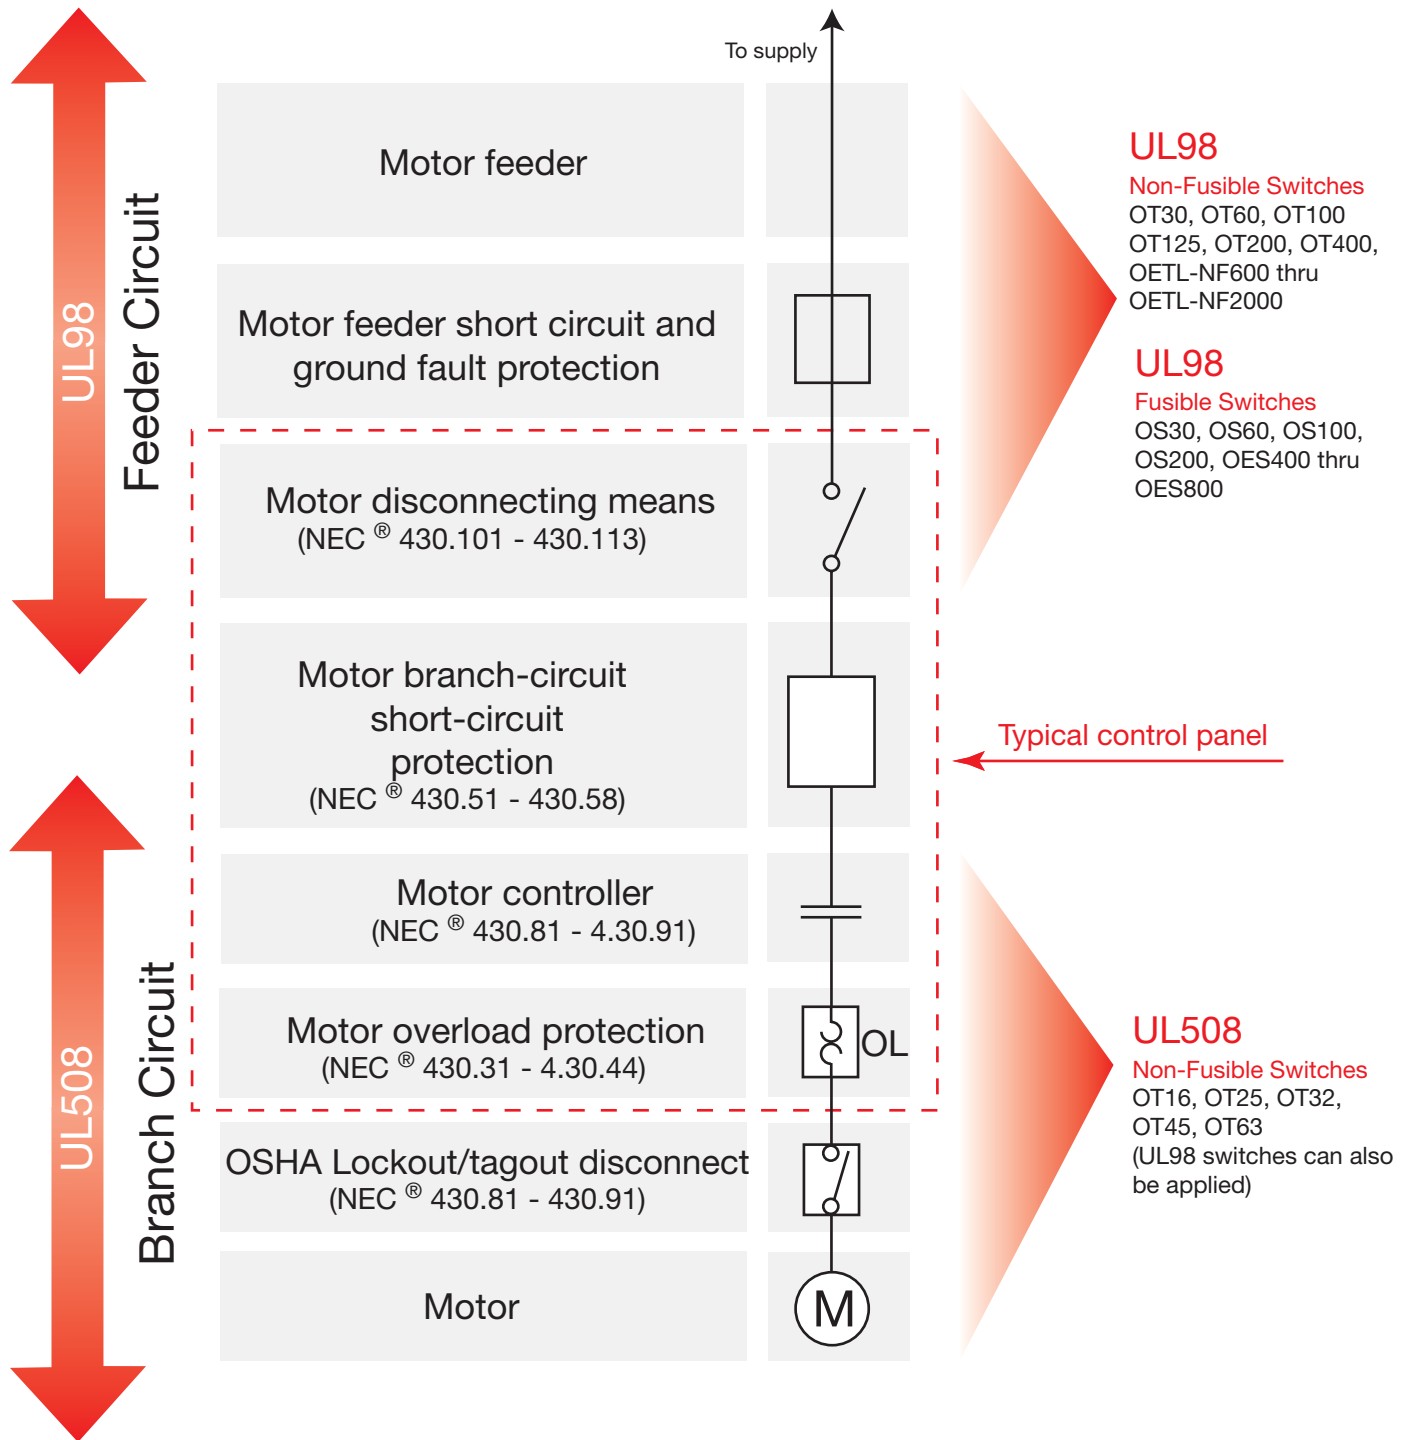 To supply
UL98
Feeder Circuit
Motor feeder
Motor feeder short circuit and
ground fault protection
Motor disconnecting means
(NEC ® 430.101 - 430.113)
Motor branch-circuit
short-circuit
protection
(NEC ® 430.51 - 430.58)
UL98
Non-Fusible Switches
OT30, OT60, OT100
OT125, OT200, OT400,
OETL-NF600 thru
OETL-NF2000
UL98
Fusible Switches
OS30, OS60, OS100,
OS200, OES400 thru
OES800
Typical control panel
UL508
Branch Circuit
Motor controller
(NEC ® 430.81 - 4.30.91)
Motor overload protection
(NEC ® 430.31 - 4.30.44)
OL
OSHA Lockout/tagout disconnect
(NEC ® 430.81 - 430.91)
Motor
M
UL508
Non-Fusible Switches
OT16, OT25, OT32,
OT45, OT63
(UL98 switches can also
be applied)